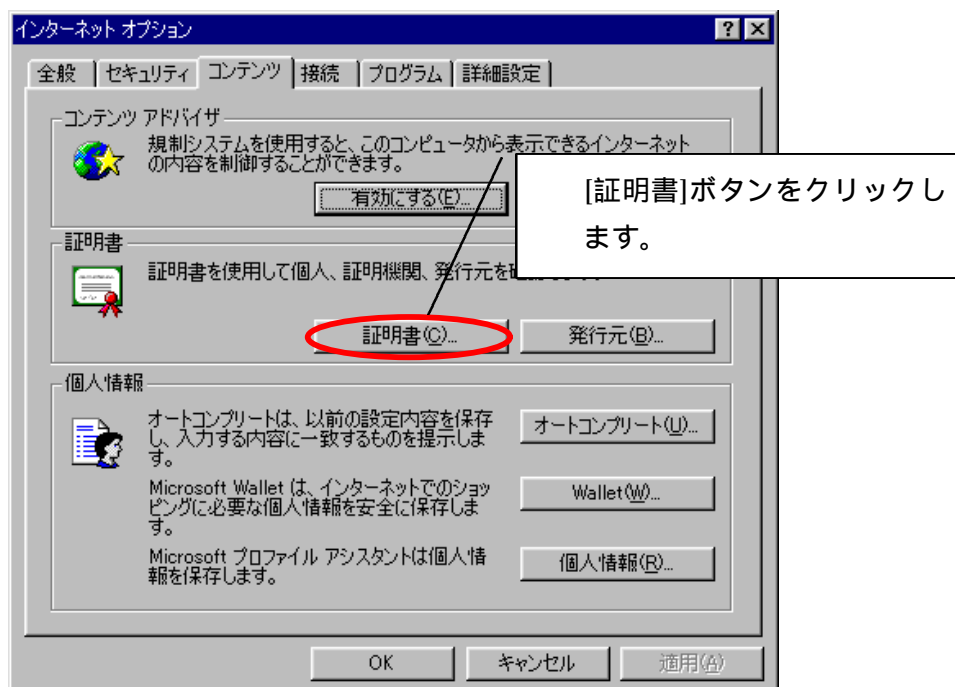 インターネット オプション
全般 セキュリティ コンテンツ 接続 プログラム 詳細設定
コンテンツ アドバイザ
規制システムを使用すると、このコンピュータから表示できるインターネット
の内容を制御することができます。
有効にする(E)...
[証明書]ボタンをクリックし
ます。
証明書
証明書を使用して個人、証明機関、発行元を
証明書(C)...
発行元(B)...
個人情報
オートコンプリートは、以前の設定内容を保存
し、入力する内容に一致するものを提示しま
す。
オートコンプリート(U)...
Microsoft Wallet は、インターネットでのショッ
ピングに必要な個人情報を安全に保存しま
す。
Wallet(W)...
Microsoft プロファイル アシスタントは個人情
報を保存します。
個人情報(R)...
OK
キャンセル
適用(A)